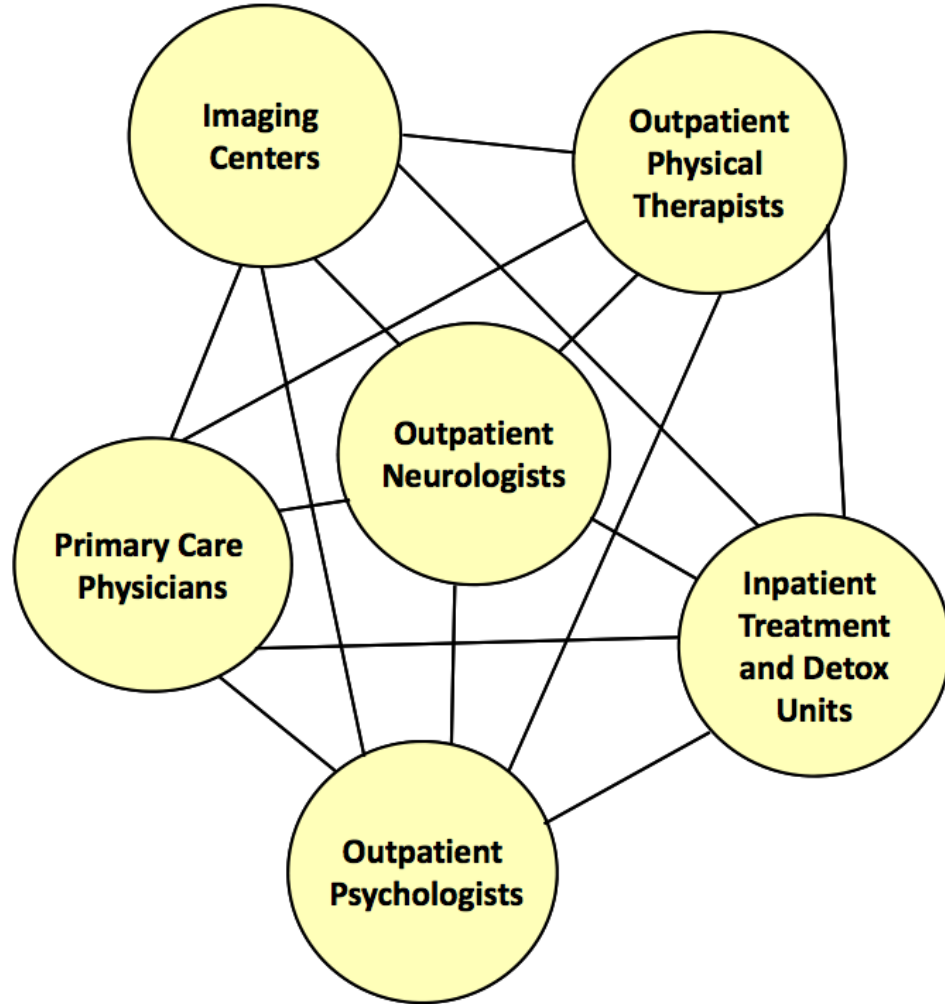 Imaging
Centers
Outpatient
Physical
Therapists
Outpatient
Neurologists
Primary Care
Physicians
Inpatient
Treatment
and Detox
Units
Outpatient
Psychologists